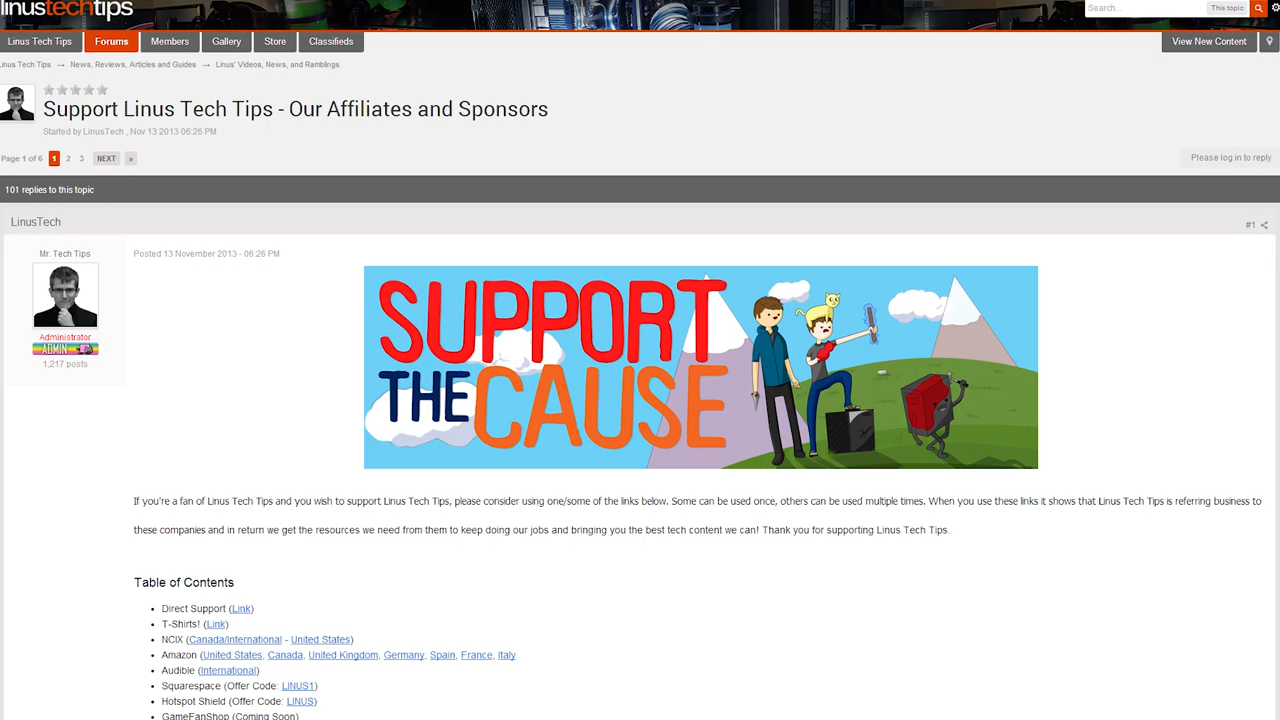 linustechtips
Search... This topic
Linus Tech Tips Forums Members Gallery Store Classifieds View New Content
Linus Tech Tips → News, Reviews, Articles and Guides → Linus' Videos, News, and Ramblings
Support Linus Tech Tips - Our Affiliates and Sponsors
Started by LinusTech , Nov 13 2013 06:26 PM
Page 1 of 6 1 2 3 NEXT » Please log in to reply
101 replies to this topic
LinusTech #1
Mr. Tech Tips Posted 13 November 2013 - 06:26 PM
SUPPORT
THE CAUSE
Administrator
ADMIN
1,217 posts
If you're a fan of Linus Tech Tips and you wish to support Linus Tech Tips, please consider using one/some of the links below. Some can be used once, others can be used multiple times. When you use these links it shows that Linus Tech Tips is referring business to
these companies and in return we get the resources we need from them to keep doing our jobs and bringing you the best tech content we can! Thank you for supporting Linus Tech Tips.
Table of Contents
• Direct Support (Link)
• T-Shirts! (Link)
• NCIX (Canada/International - United States)
• Amazon (United States, Canada, United Kingdom, Germany, Spain, France, Italy
• Audible (International)
• Squarespace (Offer Code: LINUS1)
• Hotspot Shield (Offer Code: LINUS)
• GameFanShop (Coming Soon)